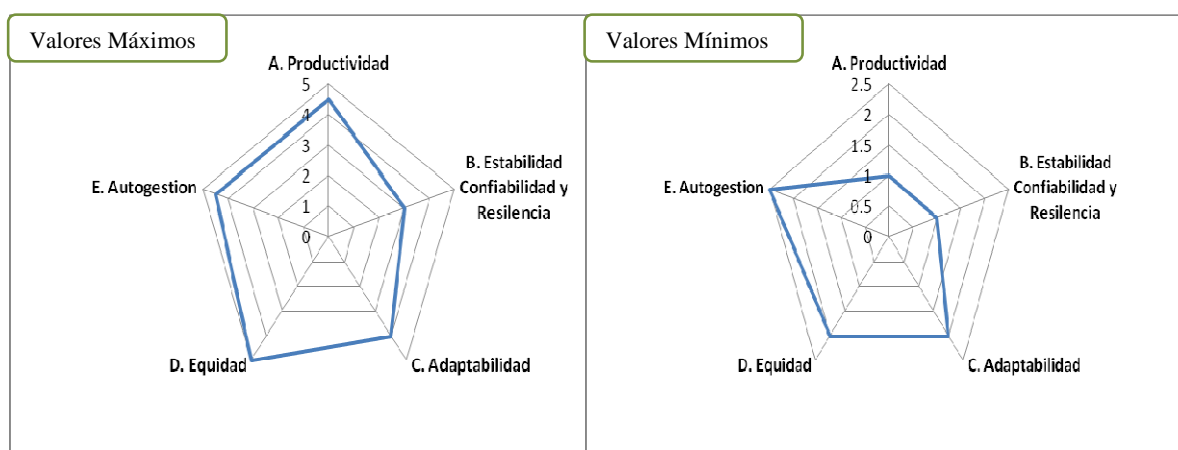 Valores Máximos
A. Productividad
5
4
3
2
1
0
B. Estabilidad
Confiabilidad y
Resilencia
C. Adaptabilidad
D. Equidad
E. Autogestion
Valores Mínimos
A. Productividad
2.5
2
1.5
1
0.5
0
B. Estabilidad
Confiabilidad y
Resilencia
C. Adaptabilidad
D. Equidad
E. Autogestion